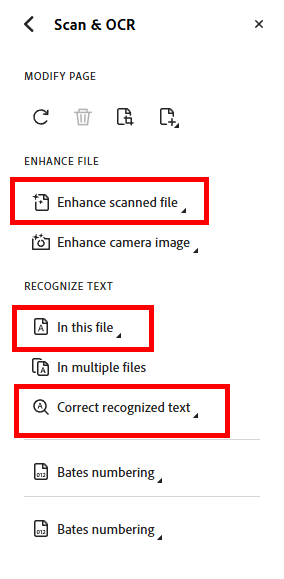 Scan & OCR
MODIFY PAGE
ENHANCE FILE
Enhance scanned file
Enhance camera image
RECOGNIZE TEXT
In this file
In multiple files
Correct recognized text
Bates numbering
Bates numbering